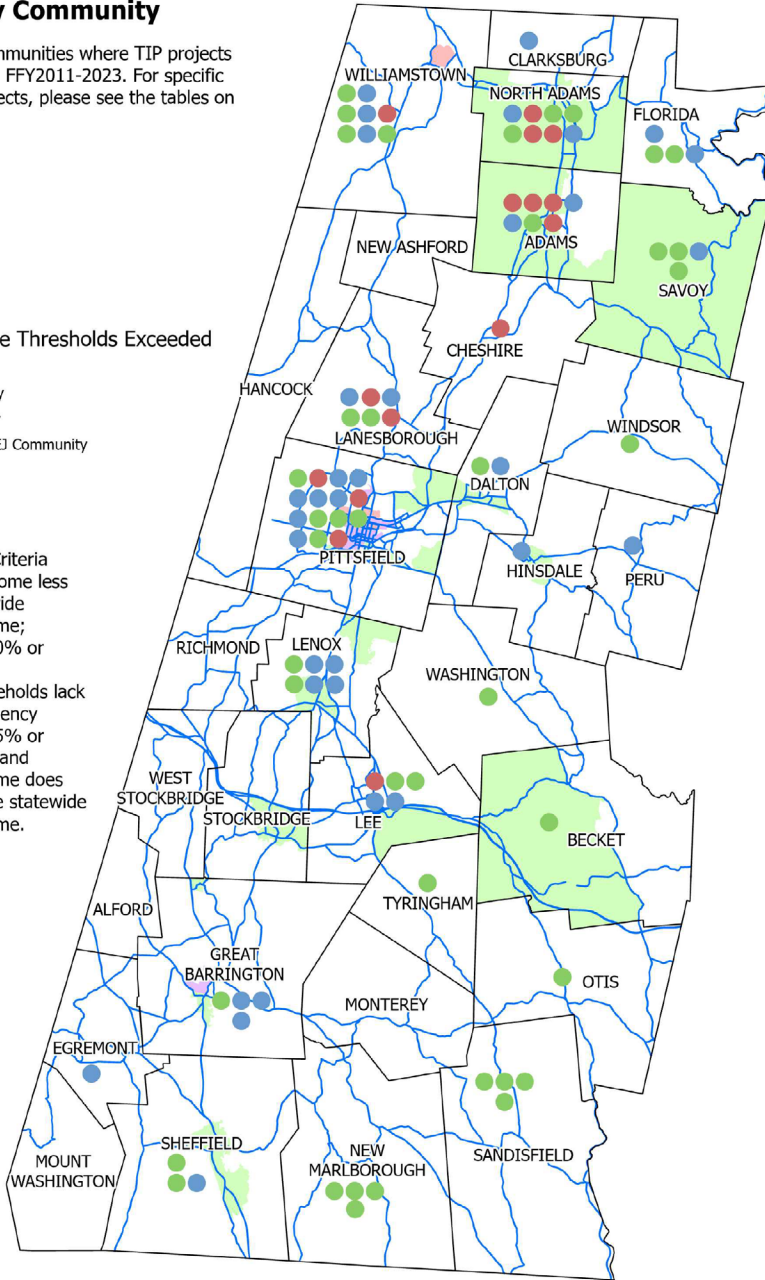 y Community
mmunities where TIP projects
FFY2011-2023. For specific
ects, please see the tables on
e Thresholds Exceeded
EJ Community
Criteria
ome less
ide
me;
0% or
eholds lack
ency
5% or
and
me does
e statewide
me.
CLARKSBURG
WILLIAMSTOWN
NORTH ADAMS
FLORIDA
ADAMS
NEW ASHFORD
SAVOY
CHESHIRE
HANCOCK
LANESBOROUGH
WINDSOR
DALTON
PITTSFIELD
HINSDALE
PERU
RICHMOND
LENOX
WASHINGTON
WEST
STOCKBRIDGE
STOCKBRIDGE
LEE
BECKET
TYRINGHAM
ALFORD
GREAT
BARRINGTON
OTIS
MONTEREY
EGREMONT
SHEFFIELD
NEW
MARLBOROUGH
SANDISFIELD
MOUNT
WASHINGTON